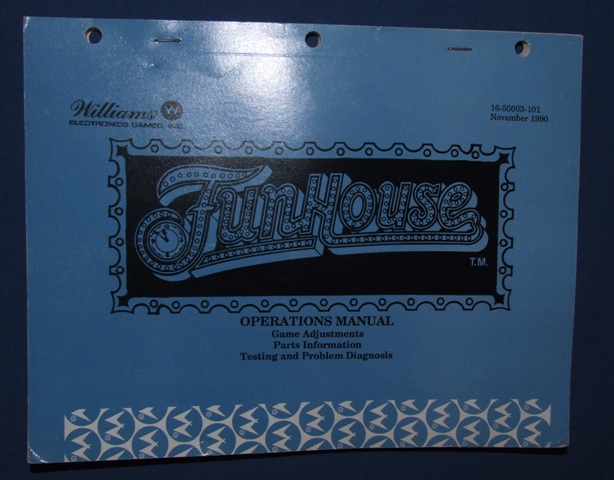 Williams
ELECTRONICS GAMES, INC.
16-50003-101
November 1990
FunHouse
T.M.
OPERATIONS MANUAL
Game Adjustments
Parts Information
Testing and Problem Diagnosis